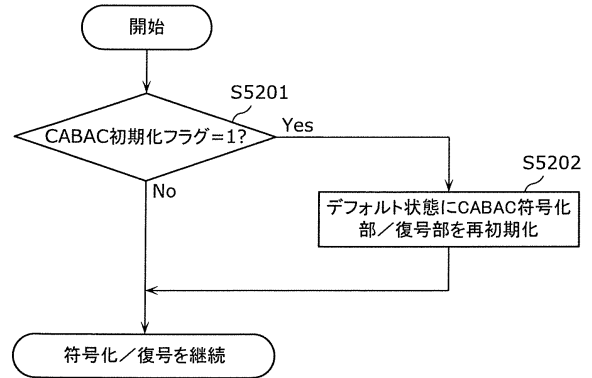 開始
S5201
CABAC初期化フラグ=1?
Yes
No
S5202
デフォルト状態にCABAC符号化
部／復号部を再初期化
符号化／復号を継続